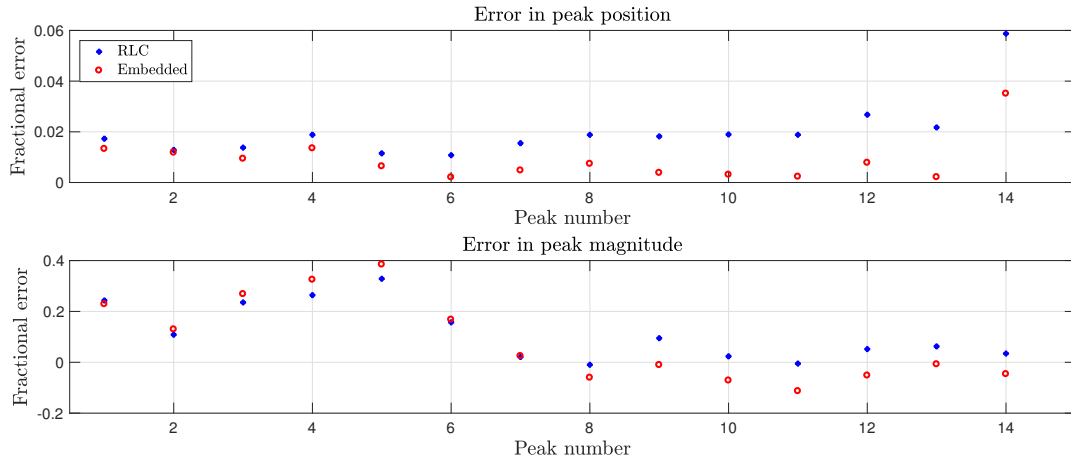 Error in peak position
Fractional error
0.06
0.04
0.02
0
RLC
Embedded
2 4 6 8 10 12 14
Peak number
Error in peak magnitude
Fractional error
0.4
0.2
0
-0.2
2 4 6 8 10 12 14
Peak number